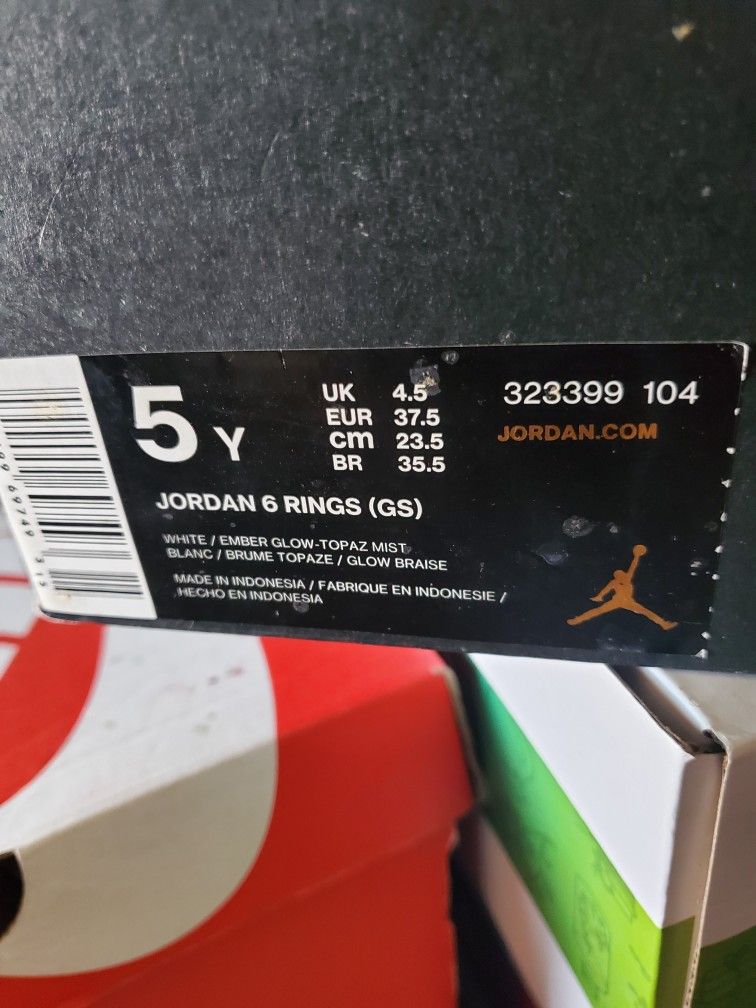 5 Y
UK 4.5
EUR 37.5
cm 23.5
BR 35.5
323399 104
JORDAN.COM
JORDAN 6 RINGS (GS)
WHITE / EMBER GLOW-TOPAZ MIST
BLANC / BRUME TOPAZE / GLOW BRAISE
MADE IN INDONESIA / FABRIQUE EN INDONESIE /
HECHO EN INDONESIA